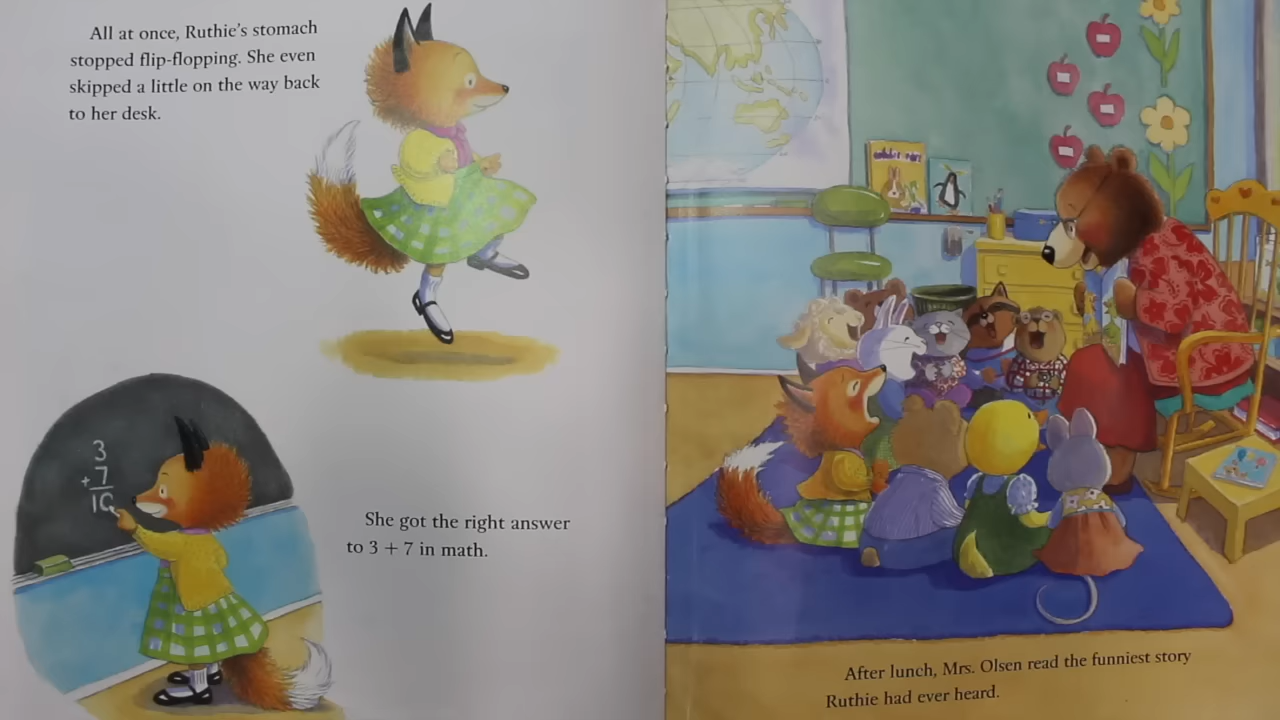 All at once, Ruthie's stomach
stopped flip-flopping. She even
skipped a little on the way back
to her desk.
3
+7
10
She got the right answer
to 3 + 7 in math.
After lunch, Mrs. Olsen read the funniest story
Ruthie had ever heard.